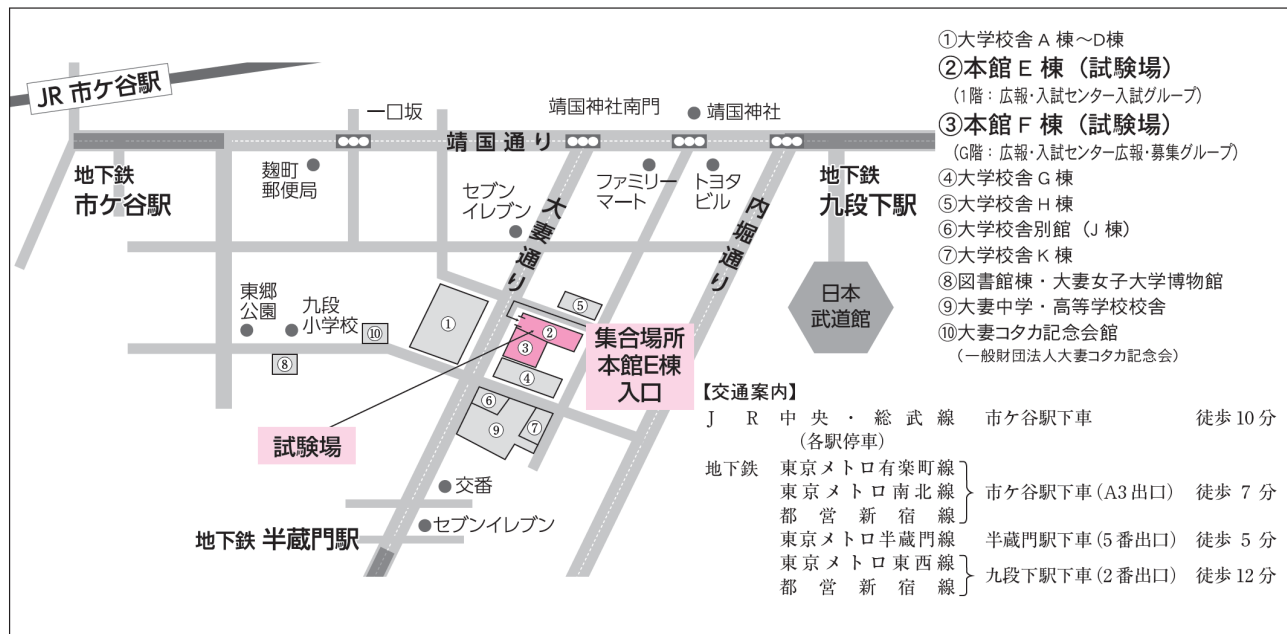 JR 市ケ谷駅
一口坂
靖国神社南門
靖国神社
靖国通り
地下鉄
市ケ谷駅
麹町
郵便局
セブン
イレブン
大妻通り
ファミリー
マート
トヨタ
ビル
内堀通り
地下鉄
九段下駅
日本
武道館
東郷
公園
九段
小学校
⑩
⑧
①
⑤
②
③
④
⑥
⑨
⑦
集合場所
本館E棟
入口
試験場
交番
セブンイレブン
地下鉄 半蔵門駅
①大学校舎A棟〜D棟
②本館E棟(試験場)
(1階:広報・入試センター入試グループ)
③本館F棟(試験場)
(G階:広報・入試センター広報・募集グループ)
④大学校舎G棟
⑤大学校舎H棟
⑥大学校舎別館(J棟)
⑦大学校舎K棟
⑧図書館棟・大妻女子大学博物館
⑨大妻中学・高等学校校舎
⑩大妻コタカ記念会館
(一般財団法人大妻コタカ記念会)
【交通案内】
JR 中央・総武線 市ケ谷駅下車 徒歩10分
(各駅停車)
地下鉄 東京メトロ有楽町線
東京メトロ南北線 市ケ谷駅下車(A3出口) 徒歩 7分
都営新宿線
東京メトロ半蔵門線 半蔵門駅下車(5番出口) 徒歩 5分
東京メトロ東西線
都営新宿線 九段下駅下車(2番出口) 徒歩12分